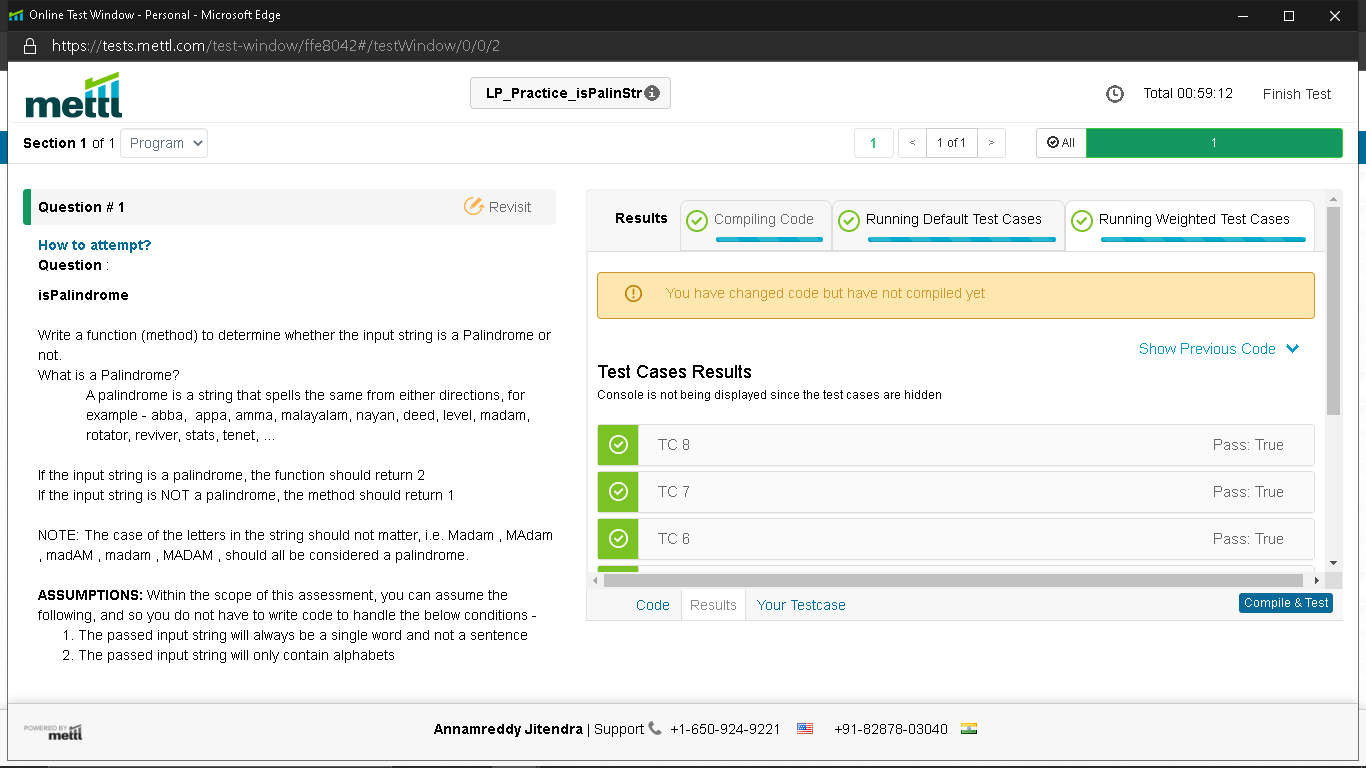 Online Test Window - Personal - Microsoft Edge
https://tests.mettl.com/test-window/ffe8042#/testWindow/0/0/2
mettl
LP_Practice_isPalinStr
Total 00:59:12
Finish Test
Section 1 of 1
Program
1
<
1 of 1
>
All
1
Question # 1
Revisit
How to attempt?
Question :
isPalindrome
Write a function (method) to determine whether the input string is a Palindrome or
not.
What is a Palindrome?
A palindrome is a string that spells the same from either directions, for
example - abba, appa, amma, malayalam, nayan, deed, level, madam,
rotator, reviver, stats, tenet, ...
If the input string is a palindrome, the function should return 2
If the input string is NOT a palindrome, the method should return 1
NOTE: The case of the letters in the string should not matter, i.e. Madam , MAdam
, madAM , madam , MADAM , should all be considered a palindrome.
ASSUMPTIONS: Within the scope of this assessment, you can assume the
following, and so you do not have to write code to handle the below conditions -
1. The passed input string will always be a single word and not a sentence
2. The passed input string will only contain alphabets
Results
Compiling Code
Running Default Test Cases
Running Weighted Test Cases
You have changed code but have not compiled yet
Show Previous Code
Test Cases Results
Console is not being displayed since the test cases are hidden
TC 8
Pass: True
TC 7
Pass: True
TC 6
Pass: True
Code
Results
Your Testcase
Compile & Test
POWERED BY
mettl
Annamreddy Jitendra | Support +1-650-924-9221
+91-82878-03040